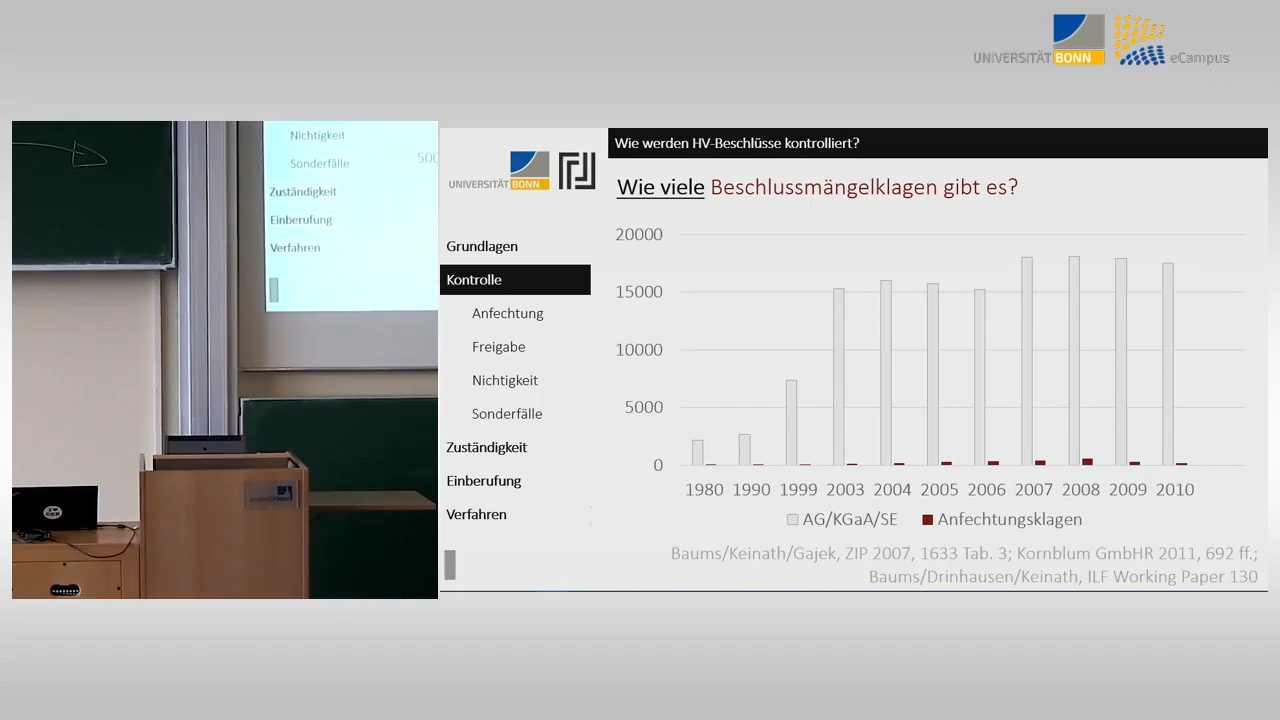 UNIVERSITÄT BONN
eCampus
Nichtigkeit
Sonderfälle
500
Zuständigkeit
Einberufung
Verfahren
UNIVERSITÄT BONN
Wie werden HV-Beschlüsse kontrolliert?
Grundlagen
Kontrolle
Anfechtung
Freigabe
Nichtigkeit
Sonderfälle
Zuständigkeit
Einberufung
Verfahren
Wie viele Beschlussmängelklagen gibt es?
20000
15000
10000
5000
0
1980 1990 1999 2003 2004 2005 2006 2007 2008 2009 2010
AG/KGaA/SE Anfechtungsklagen
Baums/Keinath/Gajek, ZIP 2007, 1633 Tab. 3; Kornblum GmbHR 2011, 692 ff.;
Baums/Drinhausen/Keinath, ILF Working Paper 130